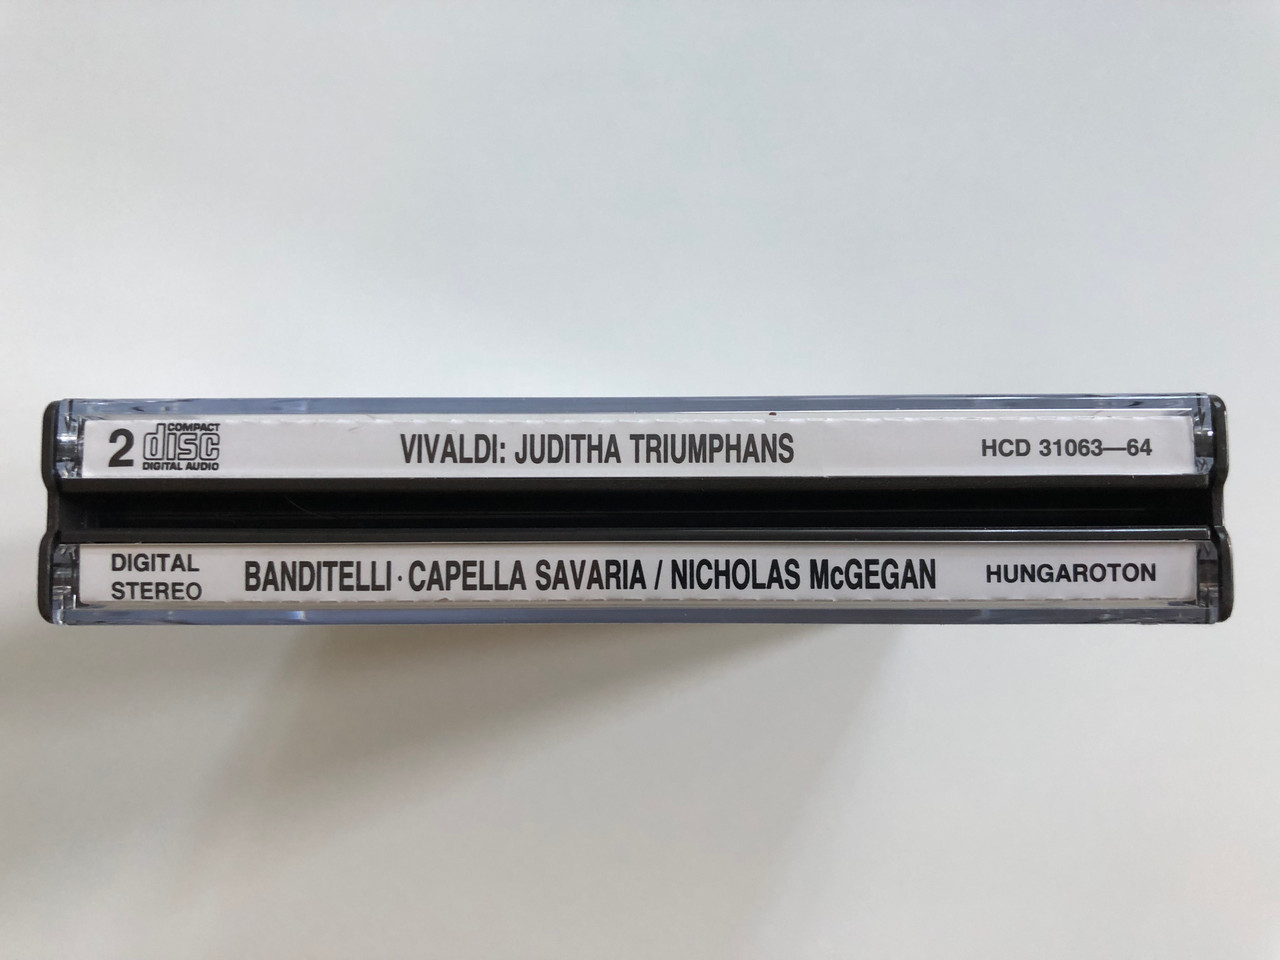 2 COMPACT disc DIGITAL AUDIO VIVALDI: JUDITHA TRIUMPHANS HCD 31063—64
DIGITAL STEREO BANDITELLI · CAPELLA SAVARIA / NICHOLAS McGEGAN HUNGAROTON